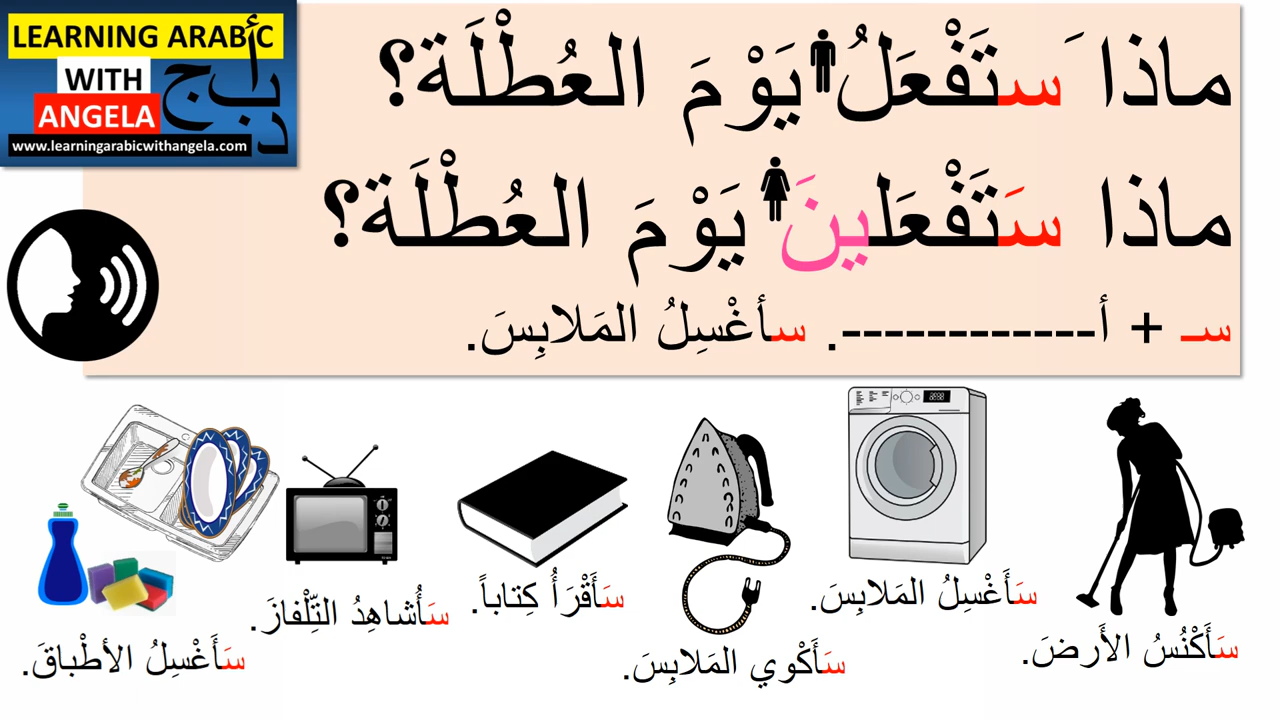 LEARNING ARABIC
WITH
ANGELA
أ ب ج د
www.learningarabicwithangela.com
ماذا َستَفْعَلُ يَوْمَ العُطْلَة؟
ماذا سَتَفْعَلينَ يَوْمَ العُطْلَة؟
سـ + أ------------. سأغْسِلُ المَلابِسَ.
سَأَكْنُسُ الأَرضَ.
سَأَغْسِلُ المَلابِسَ.
سَأَكْوي المَلابِسَ.
سَأَقْرَأُ كِتاباً.
سَأُشاهِدُ التِّلْفازَ.
سَأَغْسِلُ الأطْباقَ.